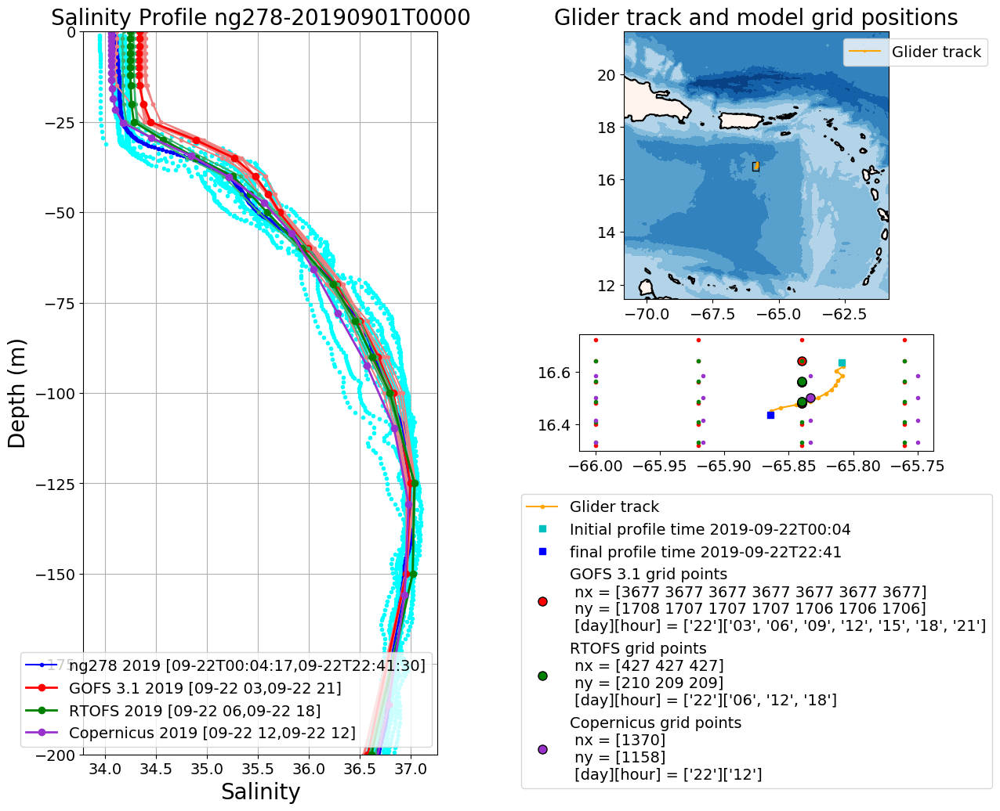 Salinity Profile ng278-20190901T0000
0
−25
−50
−75
−100
−125
−150
−175
−200
Depth (m)
34.0 34.5 35.0 35.5 36.0 36.5 37.0
Salinity
ng278 2019 [09-22T00:04:17,09-22T22:41:30]
GOFS 3.1 2019 [09-22 03,09-22 21]
RTOFS 2019 [09-22 06,09-22 18]
Copernicus 2019 [09-22 12,09-22 12]
Glider track and model grid positions
Glider track
20
18
16
14
12
−70.0 −67.5 −65.0 −62.5
16.6
16.4
−66.00 −65.95 −65.90 −65.85 −65.80 −65.75
Glider track
Initial profile time 2019-09-22T00:04
final profile time 2019-09-22T22:41
GOFS 3.1 grid points
nx = [3677 3677 3677 3677 3677 3677 3677]
ny = [1708 1707 1707 1707 1706 1706 1706]
[day][hour] = ['22']['03', '06', '09', '12', '15', '18', '21']
RTOFS grid points
nx = [427 427 427]
ny = [210 209 209]
[day][hour] = ['22']['06', '12', '18']
Copernicus grid points
nx = [1370]
ny = [1158]
[day][hour] = ['22']['12']